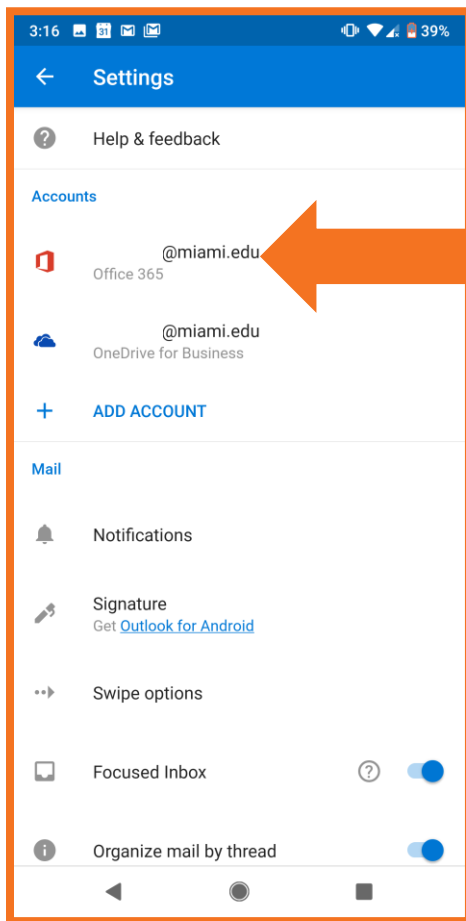 3:16 31 39%
Settings
Help & feedback
Accounts
@miami.edu
Office 365
@miami.edu
OneDrive for Business
ADD ACCOUNT
Mail
Notifications
Signature
Get Outlook for Android
Swipe options
Focused Inbox
Organize mail by thread